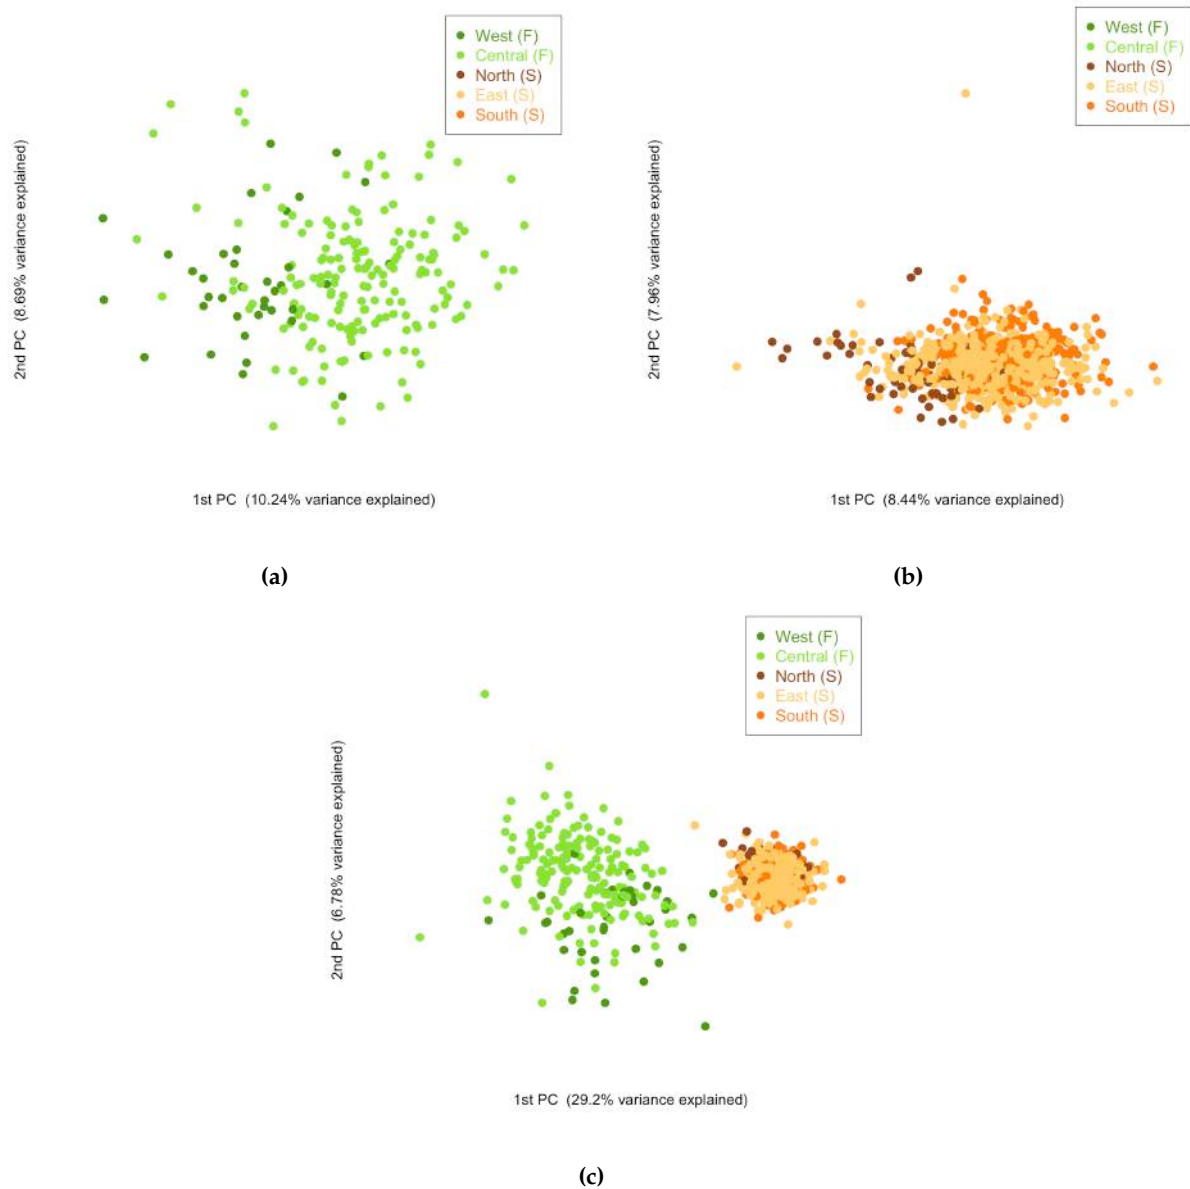 West (F)
Central (F)
North (S)
East (S)
South (S)
2nd PC (8.69% variance explained)
1st PC (10.24% variance explained)
(a)
West (F)
Central (F)
North (S)
East (S)
South (S)
2nd PC (7.96% variance explained)
1st PC (8.44% variance explained)
(b)
West (F)
Central (F)
North (S)
East (S)
South (S)
2nd PC (6.78% variance explained)
1st PC (29.2% variance explained)
(c)